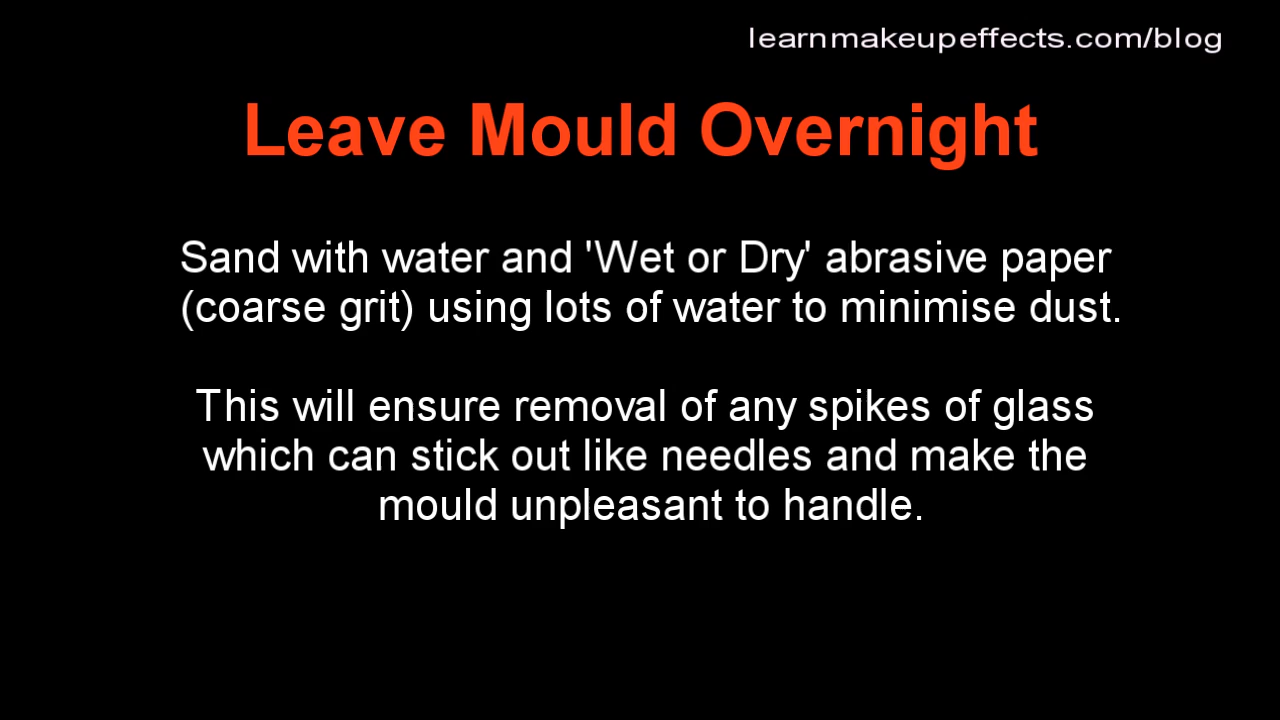 learnmakeupeffects.com/blog
Leave Mould Overnight
Sand with water and 'Wet or Dry' abrasive paper
(coarse grit) using lots of water to minimise dust.
This will ensure removal of any spikes of glass
which can stick out like needles and make the
mould unpleasant to handle.